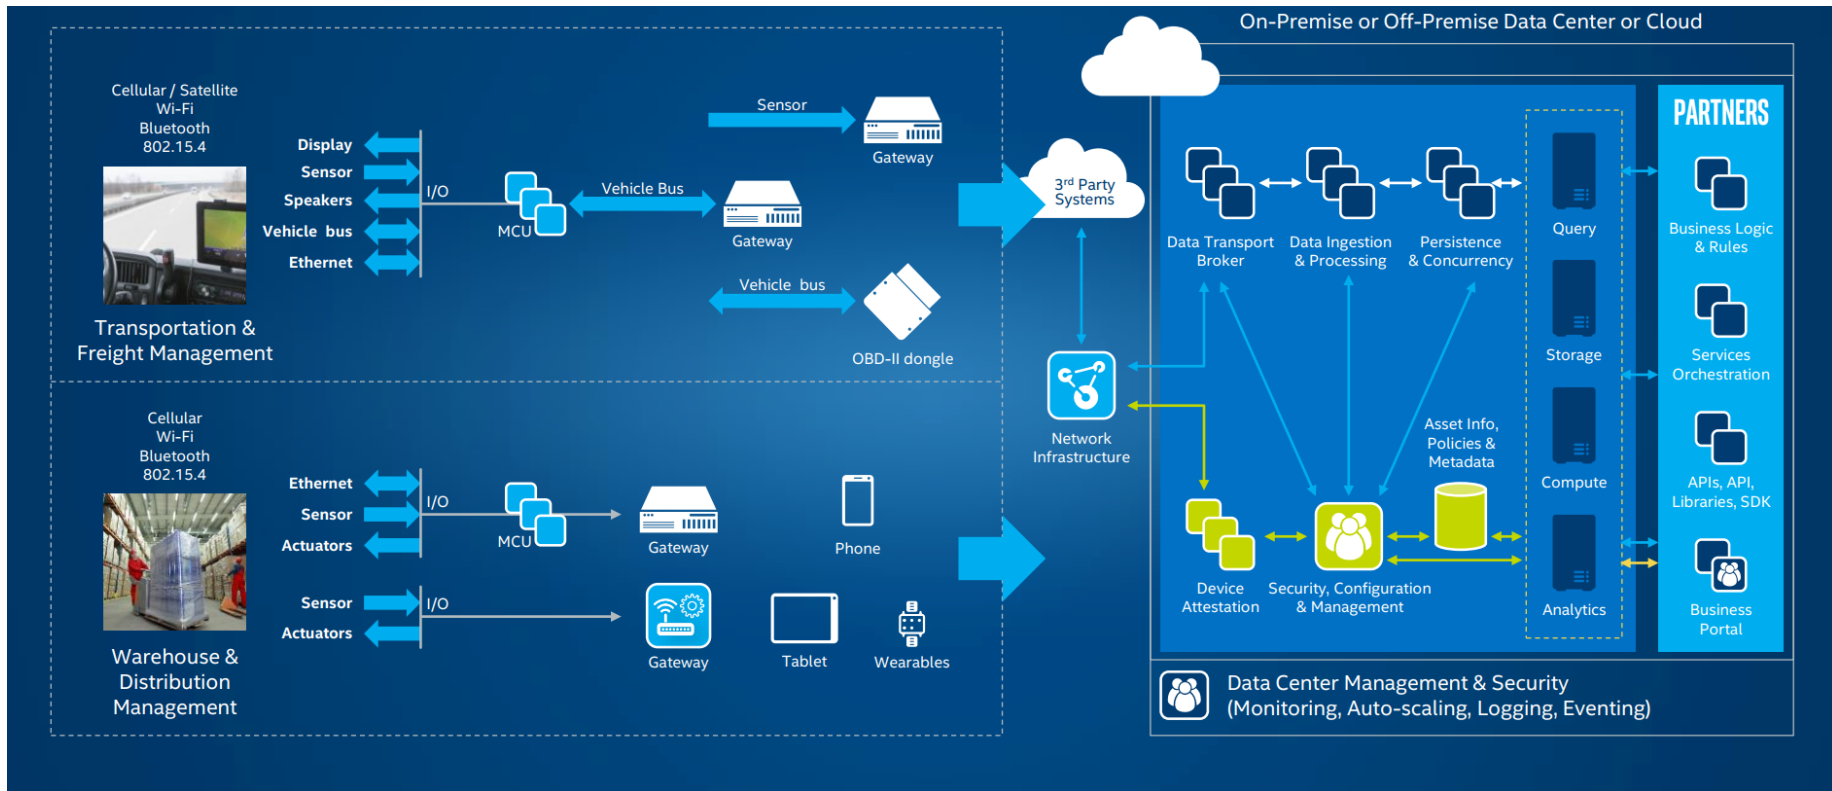 On-Premise or Off-Premise Data Center or Cloud
Cellular / Satellite
Wi-Fi
Bluetooth
802.15.4
Display
Sensor
Speakers
Vehicle bus
Ethernet
I/O
MCU
Vehicle Bus
Gateway
Sensor
Gateway
Vehicle bus
OBD-II dongle
Transportation &
Freight Management
Cellular
Wi-Fi
Bluetooth
802.15.4
Ethernet
Sensor
Actuators
I/O
MCU
Gateway
Phone
Sensor
Actuators
I/O
Gateway
Tablet
Wearables
Warehouse &
Distribution
Management
3rd Party
Systems
Network
Infrastructure
Data Transport
Broker
Data Ingestion
& Processing
Persistence
& Concurrency
Asset Info,
Policies &
Metadata
Device
Attestation
Security, Configuration
& Management
Query
Storage
Compute
Analytics
PARTNERS
Business Logic
& Rules
Services
Orchestration
APIs, API,
Libraries, SDK
Business
Portal
Data Center Management & Security
(Monitoring, Auto-scaling, Logging, Eventing)